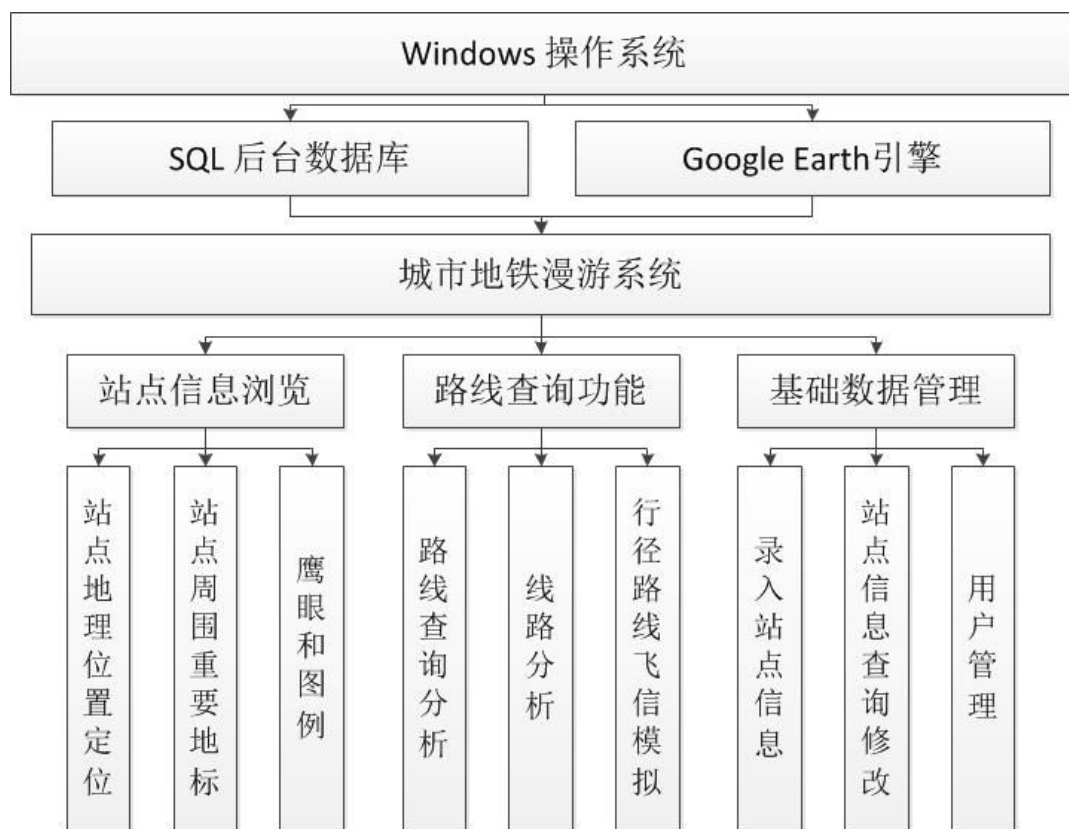 Windows 操作系统
SQL 后台数据库
Google Earth引擎
城市地铁漫游系统
站点信息浏览
路线查询功能
基础数据管理
站点地理位置定位
站点周围重要地标
鹰眼和图例
路线查询分析
线路分析
行径路线飞信模拟
录入站点信息
站点信息查询修改
用户管理